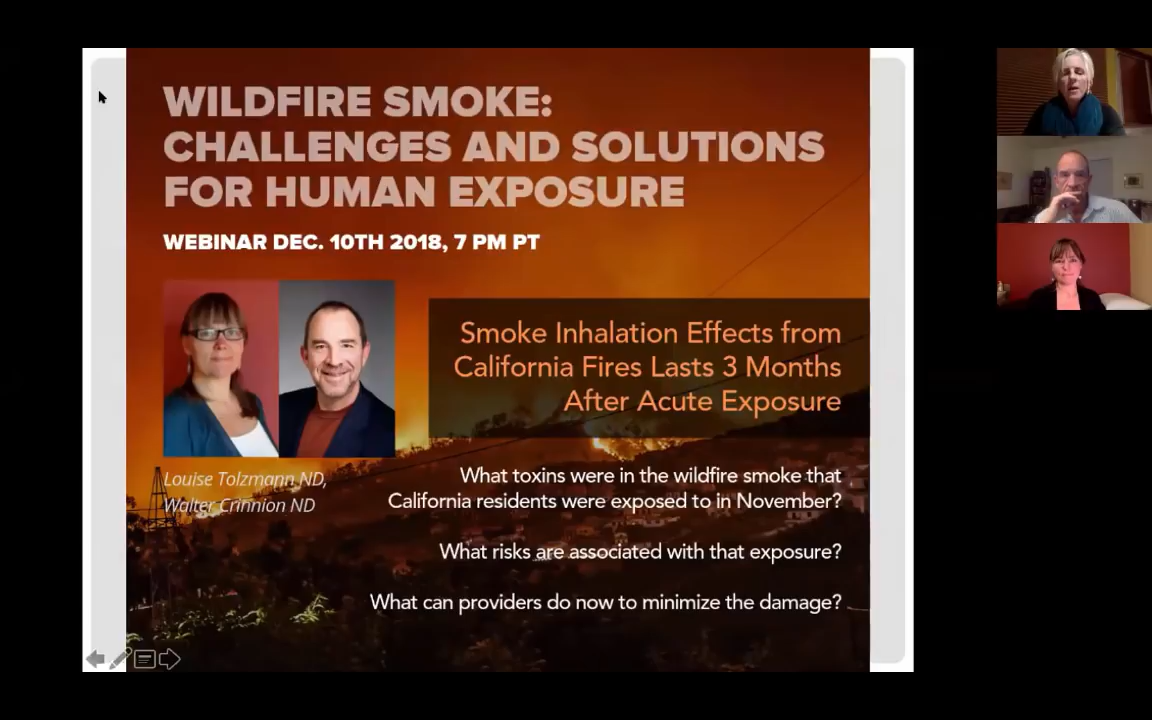 WILDFIRE SMOKE:
CHALLENGES AND SOLUTIONS
FOR HUMAN EXPOSURE
WEBINAR DEC. 10TH 2018, 7 PM PT
Smoke Inhalation Effects from
California Fires Lasts 3 Months
After Acute Exposure
Louise Tolzmann ND,
Walter Crinnion ND
What toxins were in the wildfire smoke that
California residents were exposed to in November?
What risks are associated with that exposure?
What can providers do now to minimize the damage?